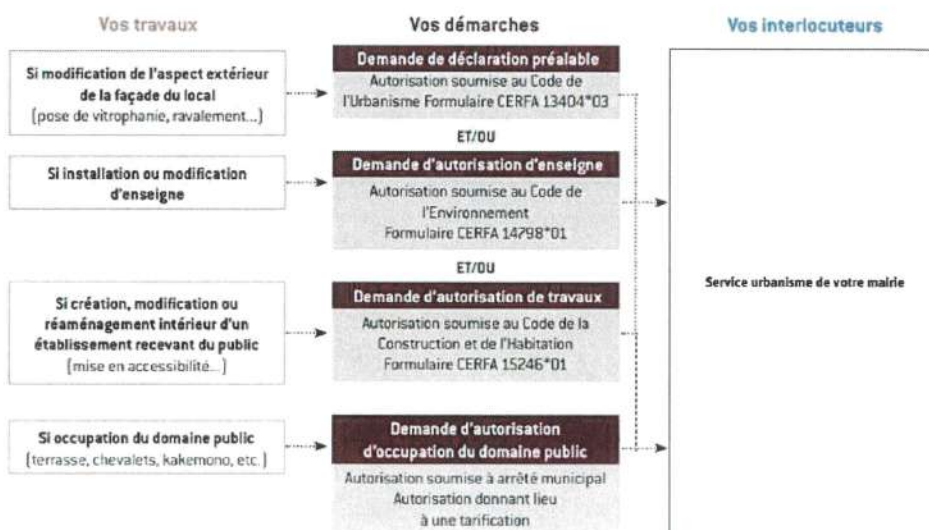 Vos travaux
Vos démarches
Vos interlocuteurs
Si modification de l'aspect extérieur
de la façade du local
(pose de vitrophanie, ravalement...)
Demande de déclaration préalable
Autorisation soumise au Code de
l'Urbanisme Formulaire CERFA 13404*03
ET/OU
Si installation ou modification
d'enseigne
Demande d'autorisation d'enseigne
Autorisation soumise au Code de
l'Environnement
Formulaire CERFA 14798*01
ET/OU
Si création, modification ou
réaménagement intérieur d'un
établissement recevant du public
(mise en accessibilité...)
Demande d'autorisation de travaux
Autorisation soumise au Code de la
Construction et de l'Habitation
Formulaire CERFA 15246*01
Si occupation du domaine public
(terrasse, chevalets, kakemono, etc.)
Demande d'autorisation
d'occupation du domaine public
Autorisation soumise à arrêté municipal
Autorisation donnant lieu
à une tarification
Service urbanisme de votre mairie